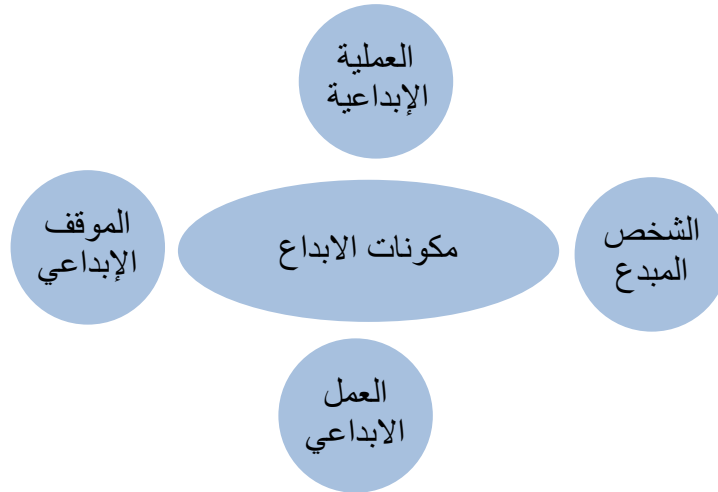 العملية
الإبداعية
الشخص
المبدع
مكونات الابداع
الموقف
الإبداعي
العمل
الابداعي